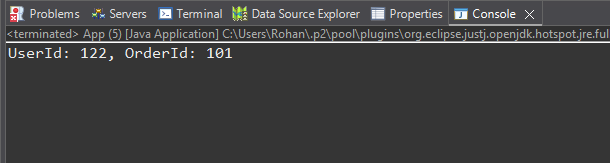 Problems Servers Terminal Data Source Explorer Properties Console
<terminated> App (5) [Java Application] C:\Users\Rohan\.p2\pool\plugins\org.eclipse.justj.openjdk.hotspot.jre.ful
UserId: 122, OrderId: 101